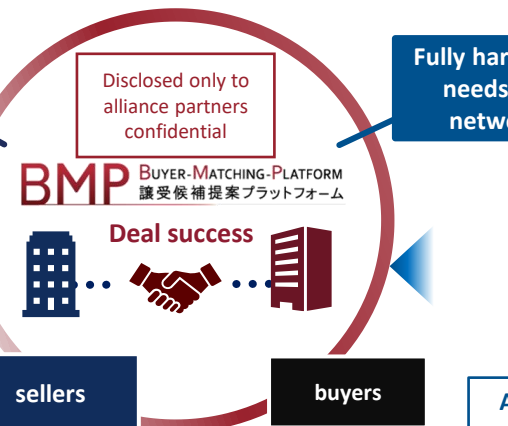 Disclosed only to
alliance partners
confidential
Fully har
needs
netw
BMP BUYER-MATCHING-PLATFORM
譲受候補提案プラットフォーム
Deal success
sellers
buyers
A